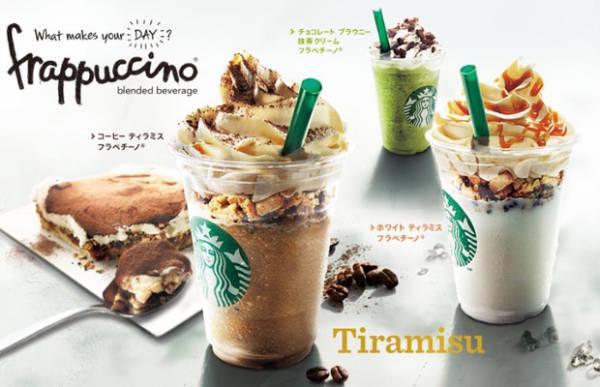 What makes your DAY?
frappuccino®
blended beverage
チョコレート ブラウニー
抹茶クリーム
フラペチーノ®
コーヒー ティラミス
フラペチーノ®
ホワイト ティラミス
フラペチーノ®
Tiramisu